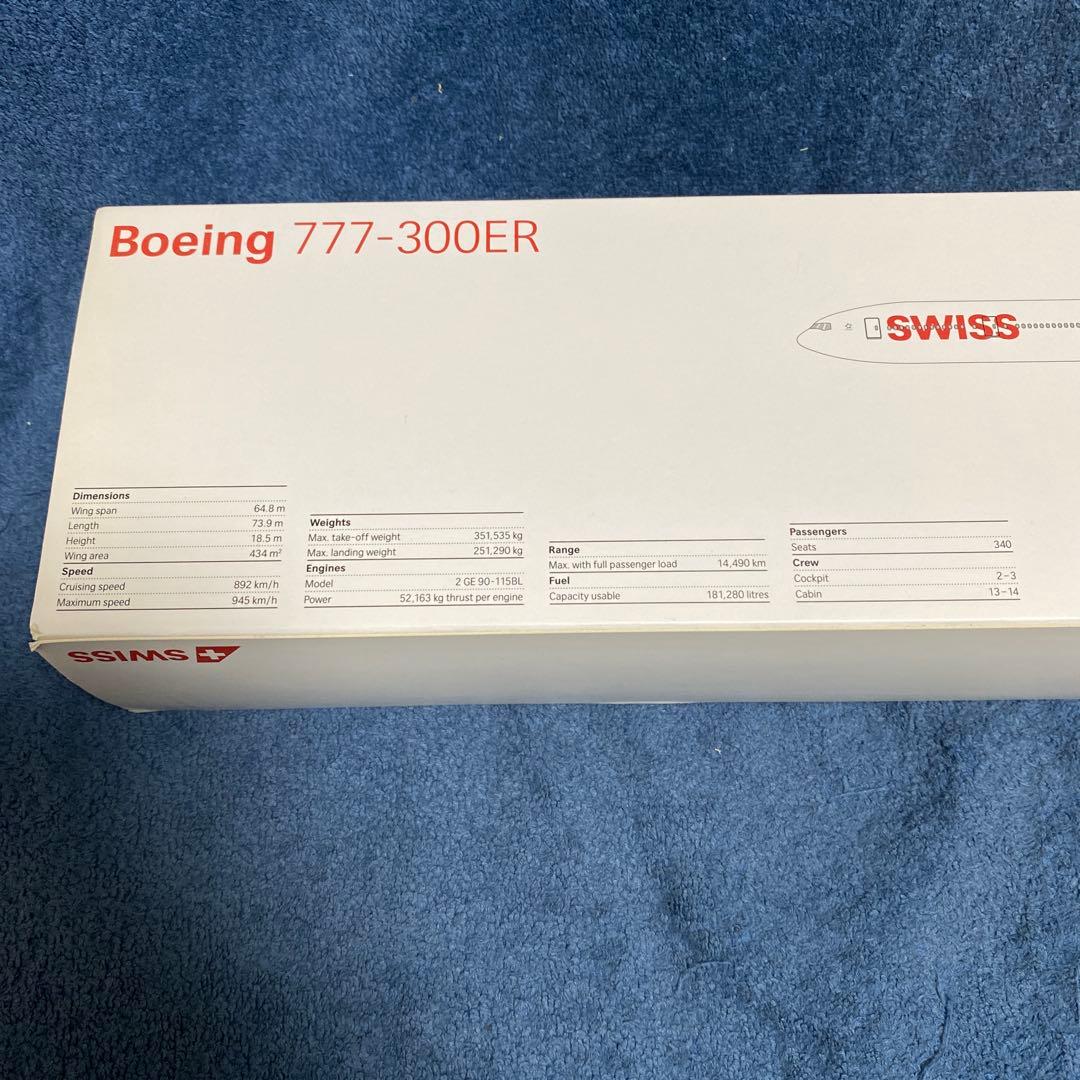 Boeing 777-300ER
SWISS
Dimensions
Wing span 64.8 m
Length 73.9 m
Height 18.5 m
Wing area 434 m²
Speed
Cruising speed 892 km/h
Maximum speed 945 km/h
Weights
Max. take-off weight 351,535 kg
Max. landing weight 251,290 kg
Engines
Model 2 GE 90-115BL
Power 52,163 kg thrust per engine
Range
Max. with full passenger load 14,490 km
Fuel
Capacity usable 181,280 litres
Passengers
Seats 340
Crew
Cockpit 2-3
Cabin 13-14
SWISS